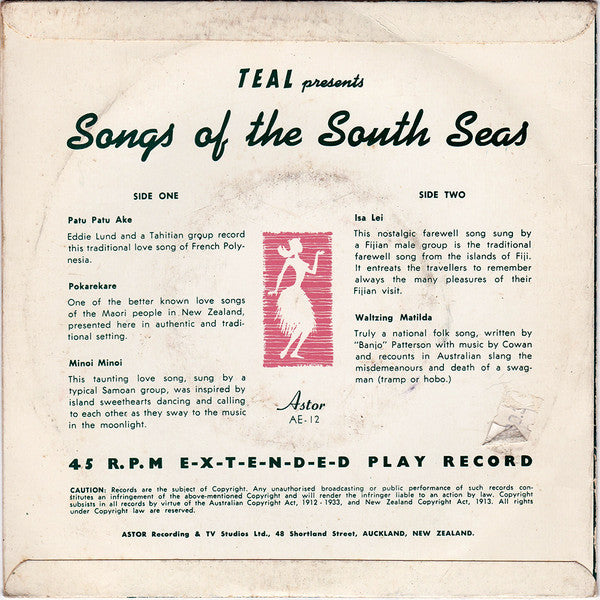 TEAL presents
Songs of the South Seas
SIDE ONE
Patu Patu Ake
Eddie Lund and a Tahitian group record
this traditional love song of French Poly-
nesia.
Pokarekare
One of the better known love songs
of the Maori people in New Zealand,
presented here in authentic and tradi-
tional setting.
Minoi Minoi
This taunting love song, sung by a
typical Samoan group, was inspired by
island sweethearts dancing and calling
to each other as they sway to the music
in the moonlight.
SIDE TWO
Isa Lei
This nostalgic farewell song sung by
a Fijian male group is the traditional
farewell song from the islands of Fiji.
It entreats the travellers to remember
always the many pleasures of their
Fijian visit.
Waltzing Matilda
Truly a national folk song, written by
"Banjo" Patterson with music by Cowan
and recounts in Australian slang the
misdemeanours and death of a swag-
man (tramp or hobo.)
Astor
AE-12
45 R.P.M E-X-T-E-N-D-E-D PLAY RECORD
CAUTION: Records are the subject of Copyright. Any unauthorised broadcasting or public performance of such records con-
stitutes an infringement of the above-mentioned Copyright and will render the infringer liable to an action by law. Copyright
subsists in all records by virtue of the Australian Copyright Act, 1912 - 1933, and New Zealand Copyright Act, 1913. All other
Copyright under law are reserved.
ASTOR Recording & TV Studios Ltd., 48 Shortland Street, AUCKLAND, NEW ZEALAND.